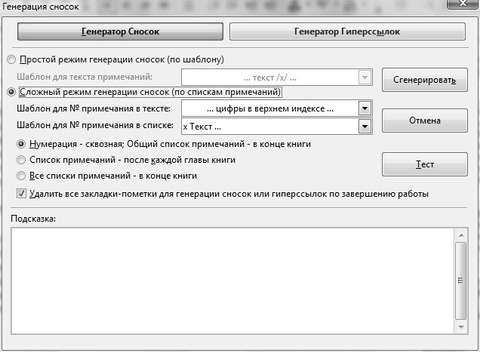 Генерация сносок
Генератор Сносок Генератор Гиперссылок
Простой режим генерации сносок (по шаблону)
Шаблон для текста примечаний: ... текст /x/ ... Сгенерировать
Сложный режим генерации сносок (по спискам примечаний)
Шаблон для № примечания в тексте: ... цифры в верхнем индексе ... Отмена
Шаблон для № примечания в списке: x Текст ...
Нумерация - сквозная; Общий список примечаний - в конце книги
Список примечаний - после каждой главы книги Тест
Все списки примечаний - в конце книги
Удалить все закладки-пометки для генерации сносок или гиперссылок по завершению работы
Подсказка: